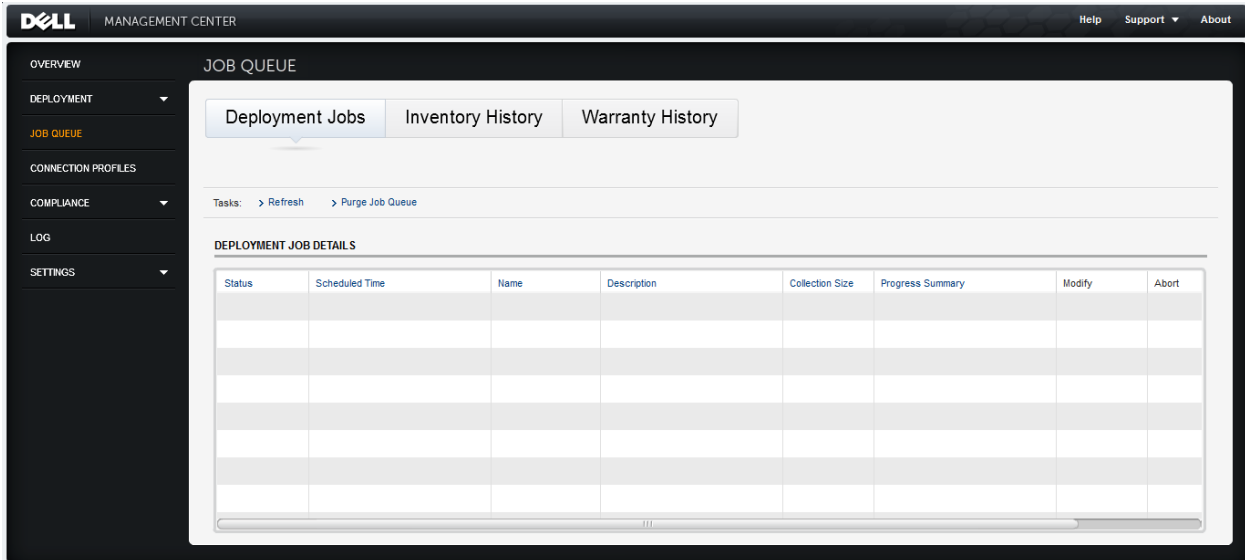 DELL MANAGEMENT CENTER Help Support About
OVERVIEW
DEPLOYMENT
JOB QUEUE
CONNECTION PROFILES
COMPLIANCE
LOG
SETTINGS
JOB QUEUE
Deployment Jobs Inventory History Warranty History
Tasks: Refresh Purge Job Queue
DEPLOYMENT JOB DETAILS
Status Scheduled Time Name Description Collection Size Progress Summary Modify Abort